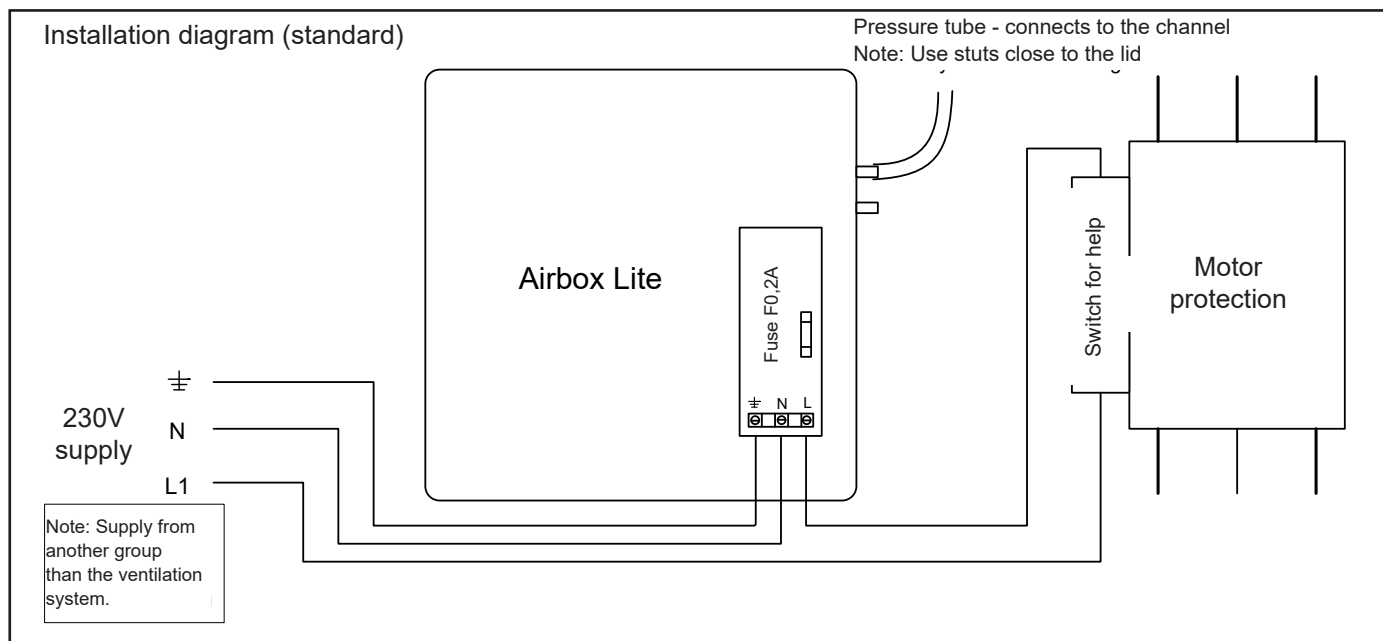 Installation diagram (standard)
Pressure tube - connects to the channel
Note: Use stuts close to the lid
Airbox Lite
Fuse F0,2A
N L
Switch for help
Motor
protection
230V
supply
N
L1
Note: Supply from
another group
than the ventilation
system.